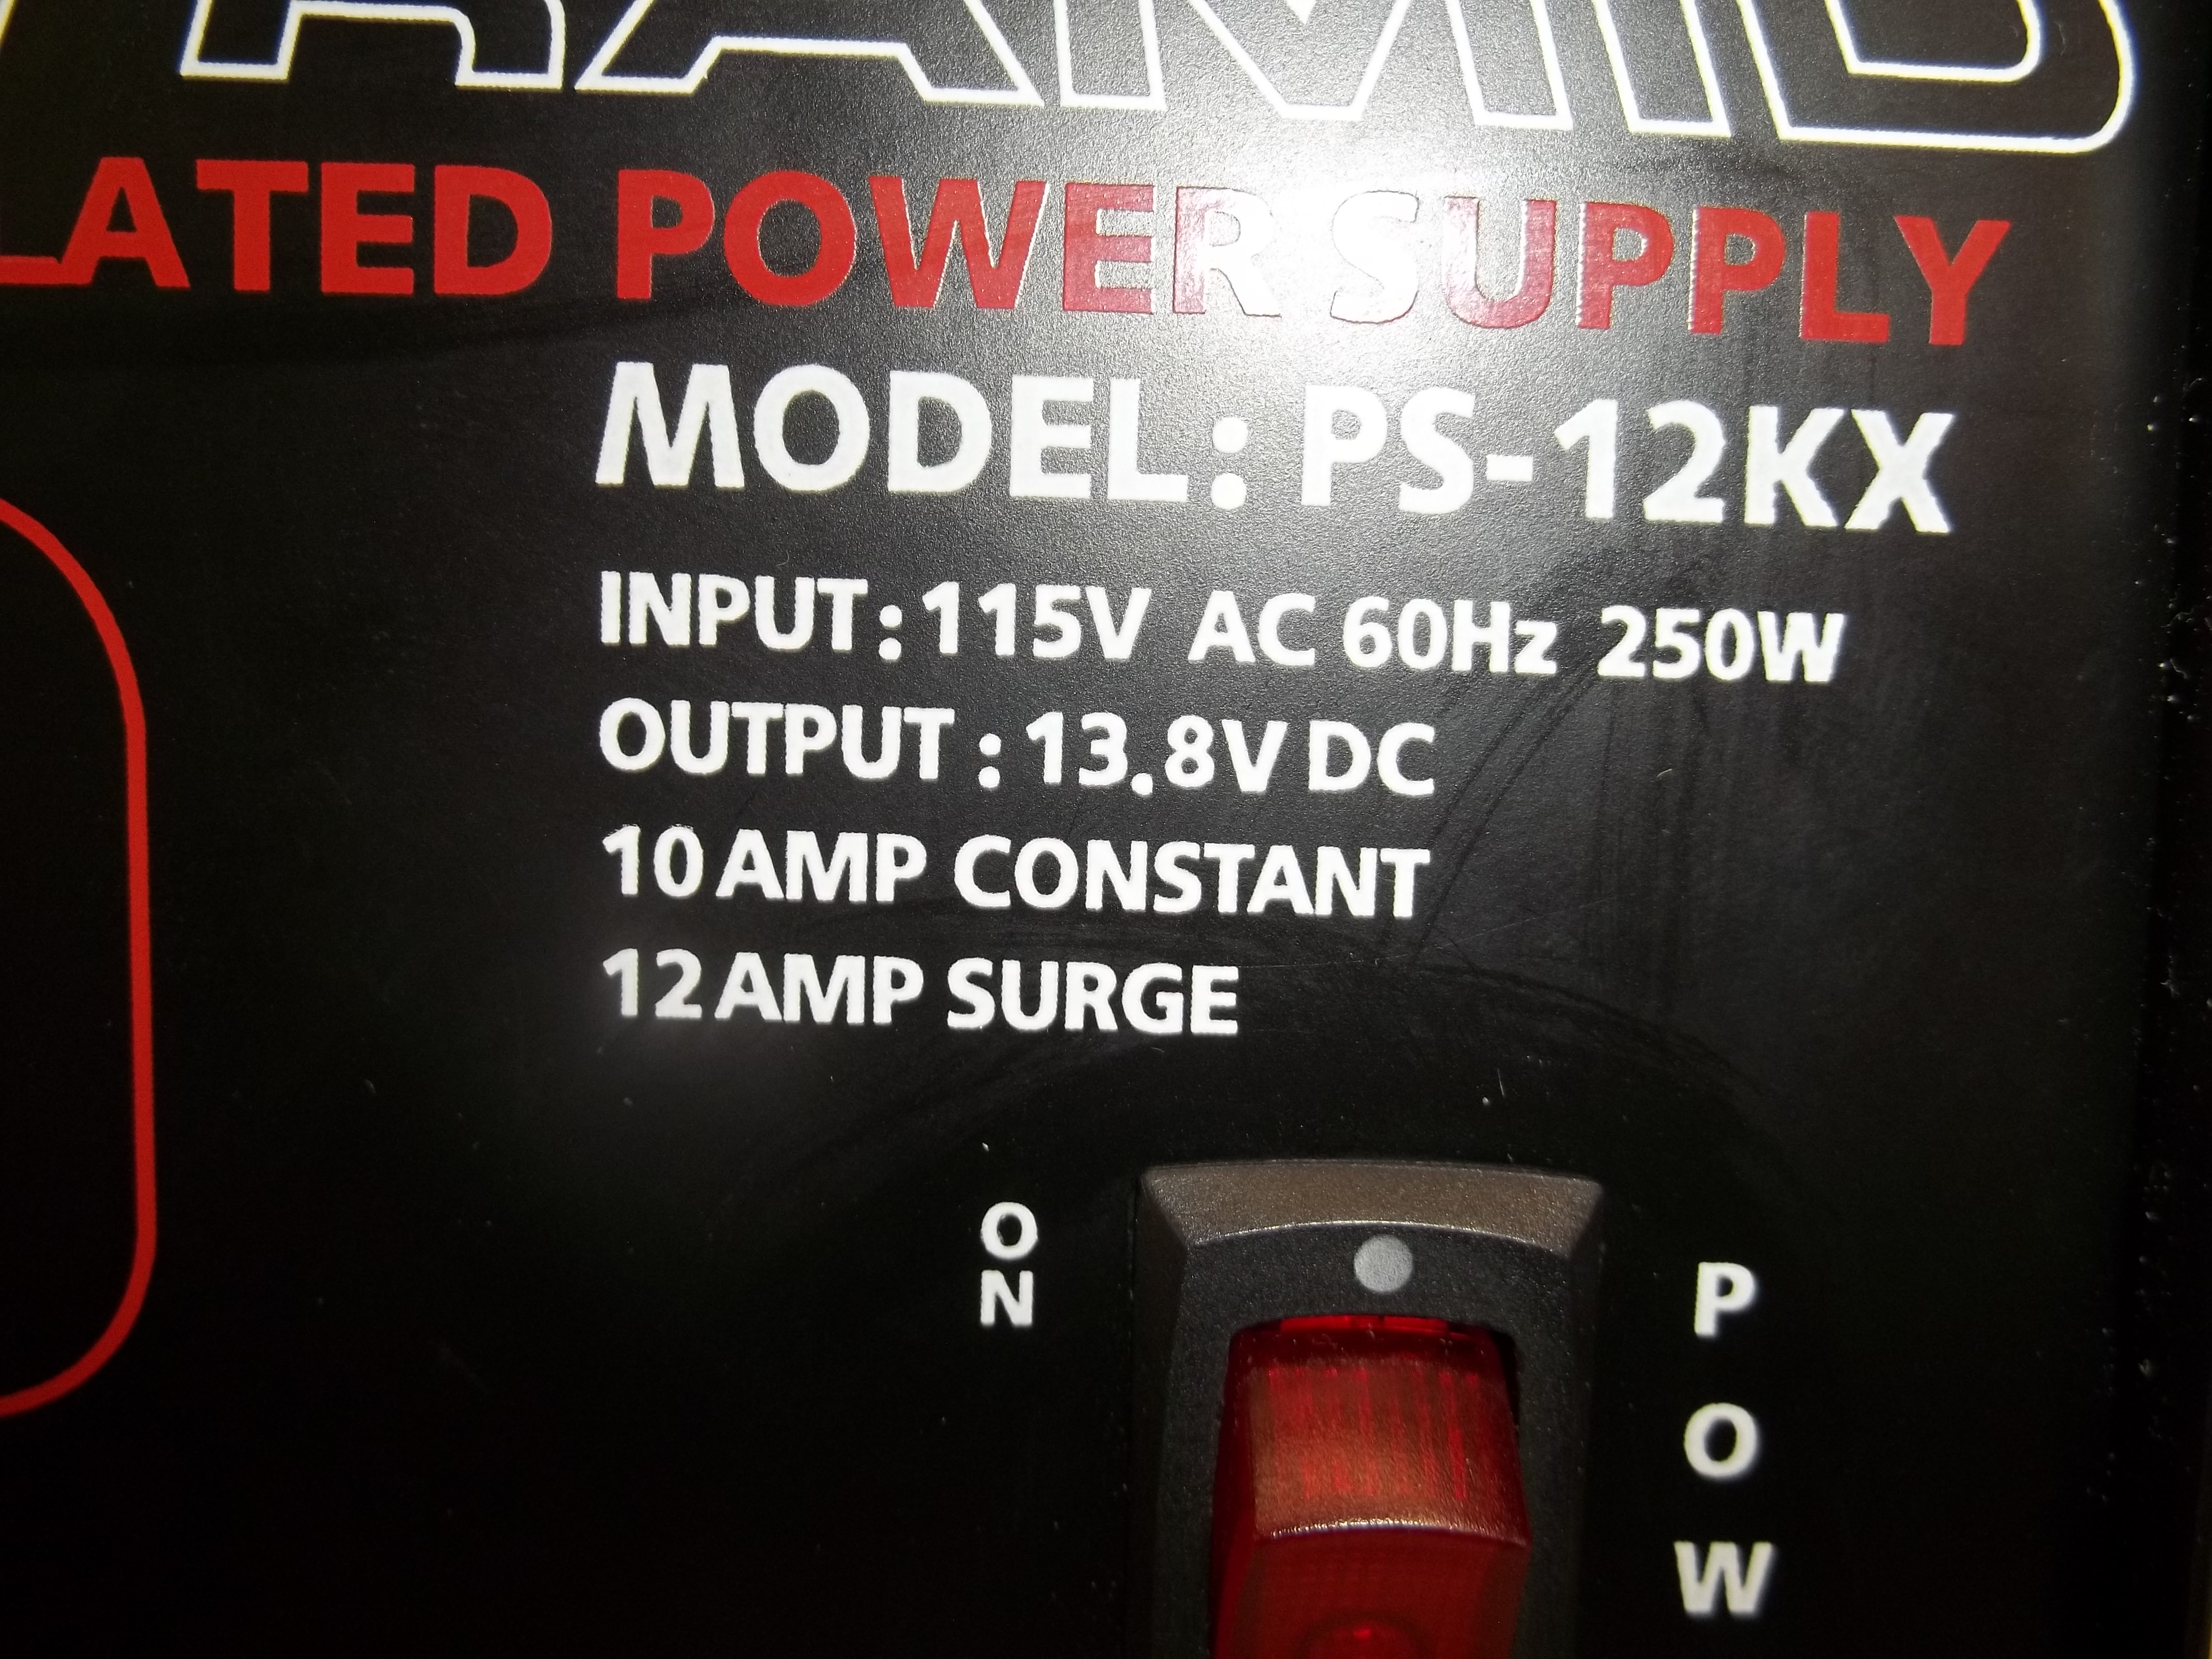 RAMID
LATED POWER SUPPLY
MODEL: PS-12KX
INPUT: 115V AC 60Hz 250W
OUTPUT : 13.8V DC
10 AMP CONSTANT
12 AMP SURGE
ON
POW